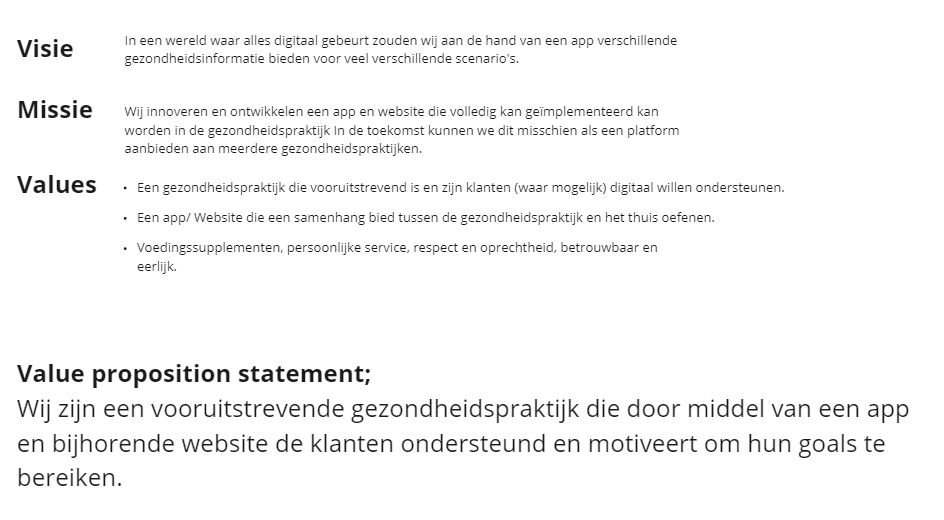 Visie
In een wereld waar alles digitaal gebeurt zouden wij aan de hand van een app verschillende
gezondheidsinformatie bieden voor veel verschillende scenario's.
Missie
Wij innoveren en ontwikkelen een app en website die volledig kan geïmplementeerd kan
worden in de gezondheidspraktijk In de toekomst kunnen we dit misschien als een platform
aanbieden aan meerdere gezondheidspraktijken.
Values
• Een gezondheidspraktijk die vooruitstrevend is en zijn klanten (waar mogelijk) digitaal willen ondersteunen.
• Een app/ Website die een samenhang bied tussen de gezondheidspraktijk en het thuis oefenen.
• Voedingssupplementen, persoonlijke service, respect en oprechtheid, betrouwbaar en
eerlijk.
Value proposition statement;
Wij zijn een vooruitstrevende gezondheidspraktijk die door middel van een app
en bijhorende website de klanten ondersteund en motiveert om hun goals te
bereiken.